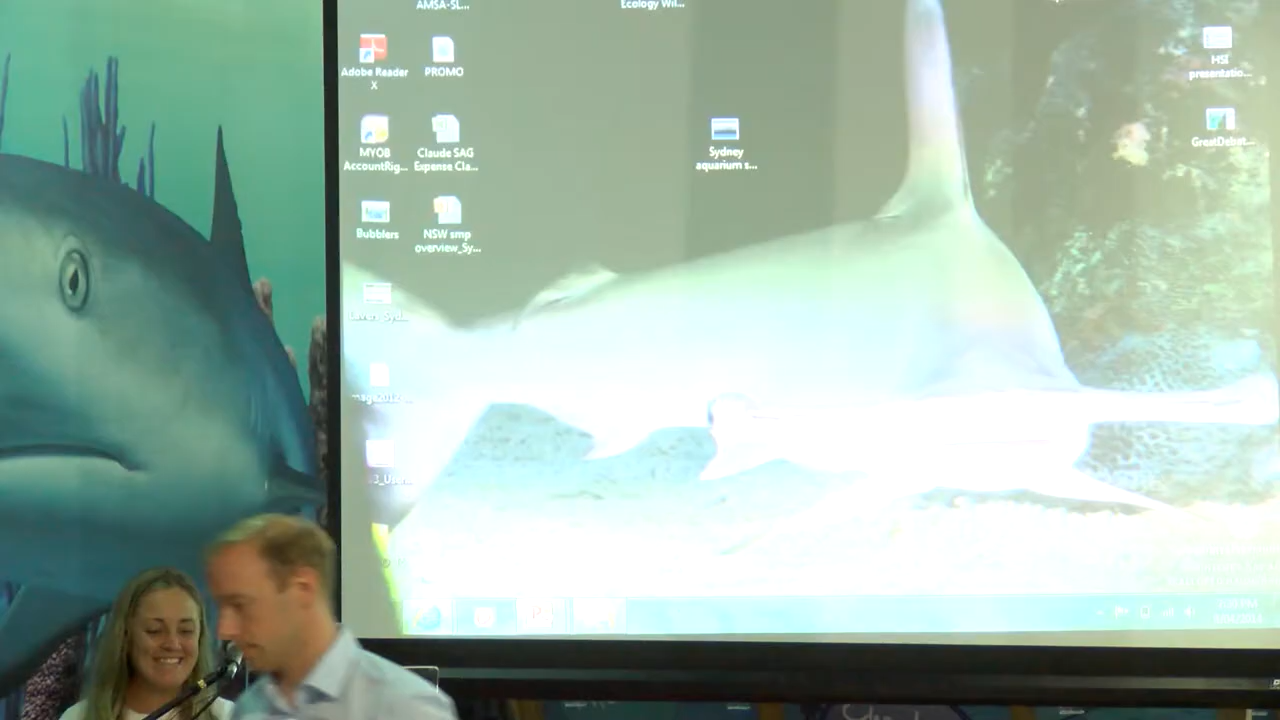 AMSA-SL...
Ecology Wil...
Adobe Reader
X
PROMO
HSI
presentatio...
GreatDebat...
MYOB
AccountRig...
Claude SAG
Expense Cla...
Sydney
aquarium s...
Bubblers
NSW smp
overview_Sy...